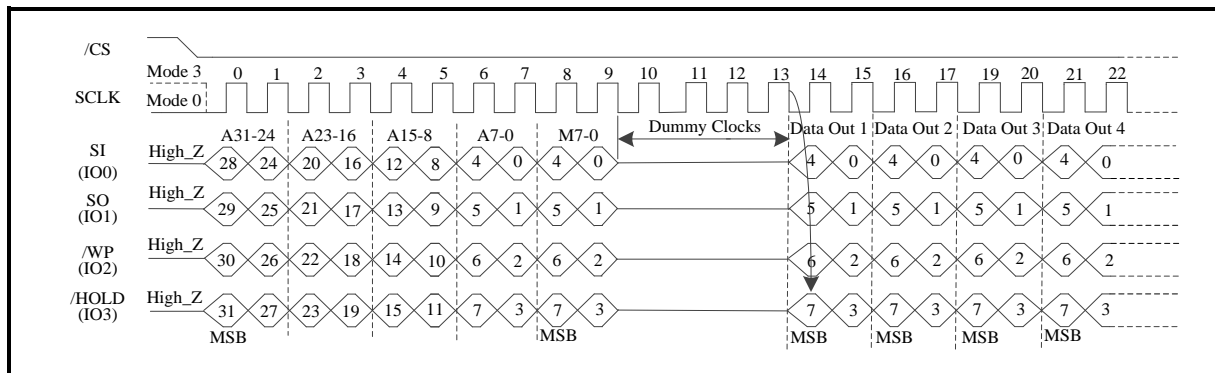 /CS
Mode 3 0 1 2 3 4 5 6 7 8 9 10 11 12 13 14 15 16 17 19 20 21 22
SCLK
Mode 0
A31-24 A23-16 A15-8 A7-0 M7-0 Dummy Clocks Data Out 1 Data Out 2 Data Out 3 Data Out 4
SI
(IO0)
High_Z 28 24 20 16 12 8 4 0 4 0 4 0 4 0 4 0 4 0
SO
(IO1)
High_Z 29 25 21 17 13 9 5 1 5 1 5 1 5 1 5 1 5 1
/WP
(IO2)
High_Z 30 26 22 18 14 10 6 2 6 2 6 2 6 2 6 2 6 2
/HOLD
(IO3)
High_Z 31 27 23 19 15 11 7 3 7 3 7 3 7 3 7 3 7 3
MSB MSB MSB MSB MSB MSB